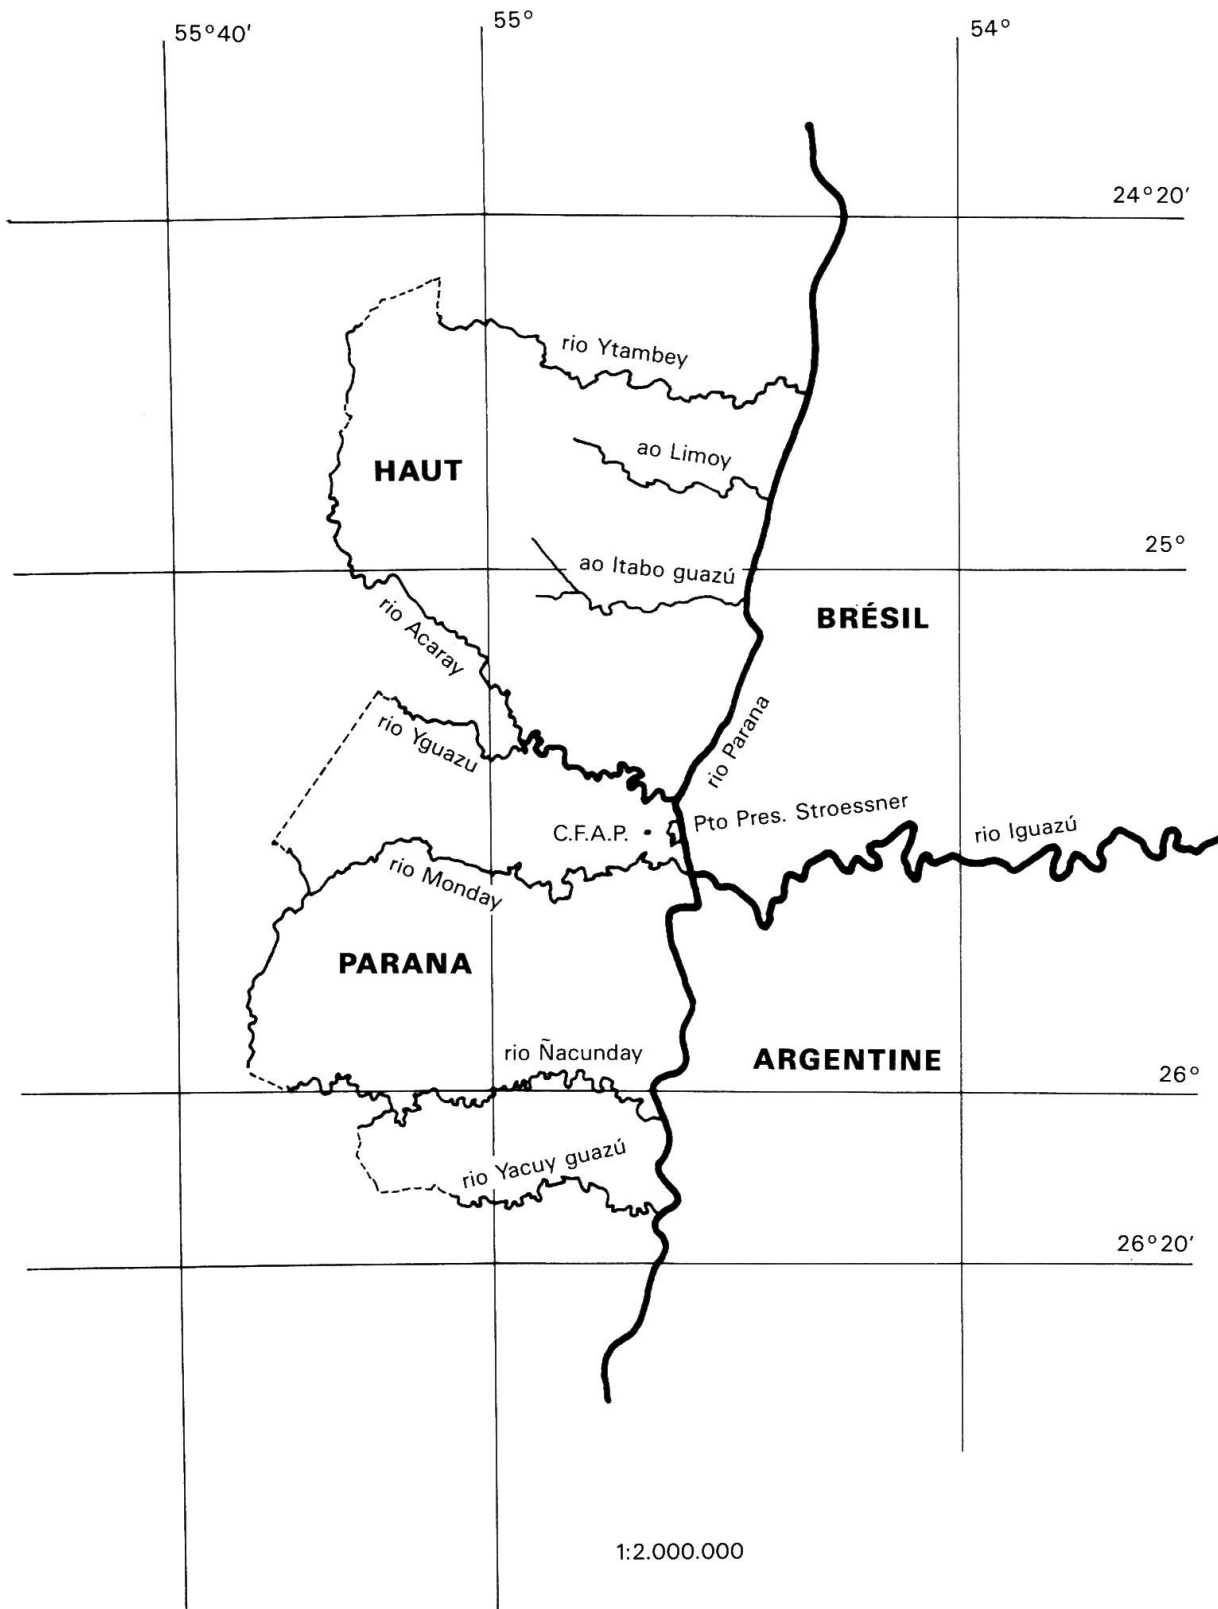 55°40'
55°
54°
24°20'
rio Ytambey
ao Limoy
HAUT
25°
ao Itabo guazú
BRÉSIL
rio Acaray
rio Parana
rio Yguazu
Pto Pres. Stroessner
C.F.A.P.
rio Iguazú
rio Monday
PARANA
rio Ñacunday
ARGENTINE
26°
rio Yacuy guazú
26°20'
1:2.000.000